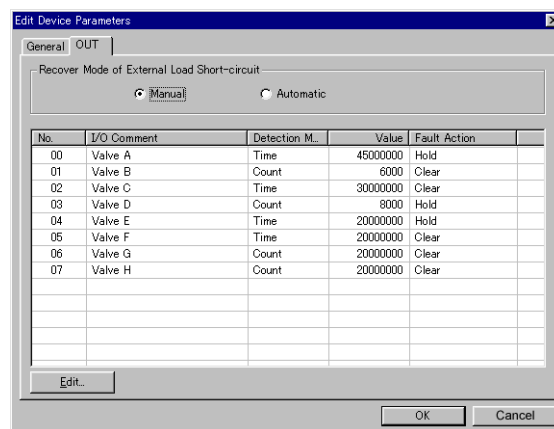 Edit Device Parameters
General OUT
Recover Mode of External Load Short-circuit
Manual Automatic
No. I/O Comment Detection M... Value Fault Action
00 Valve A Time 45000000 Hold
01 Valve B Count 6000 Clear
02 Valve C Time 30000000 Clear
03 Valve D Count 8000 Hold
04 Valve E Time 20000000 Hold
05 Valve F Time 20000000 Clear
06 Valve G Count 20000000 Clear
07 Valve H Count 20000000 Clear
Edit...
OK Cancel